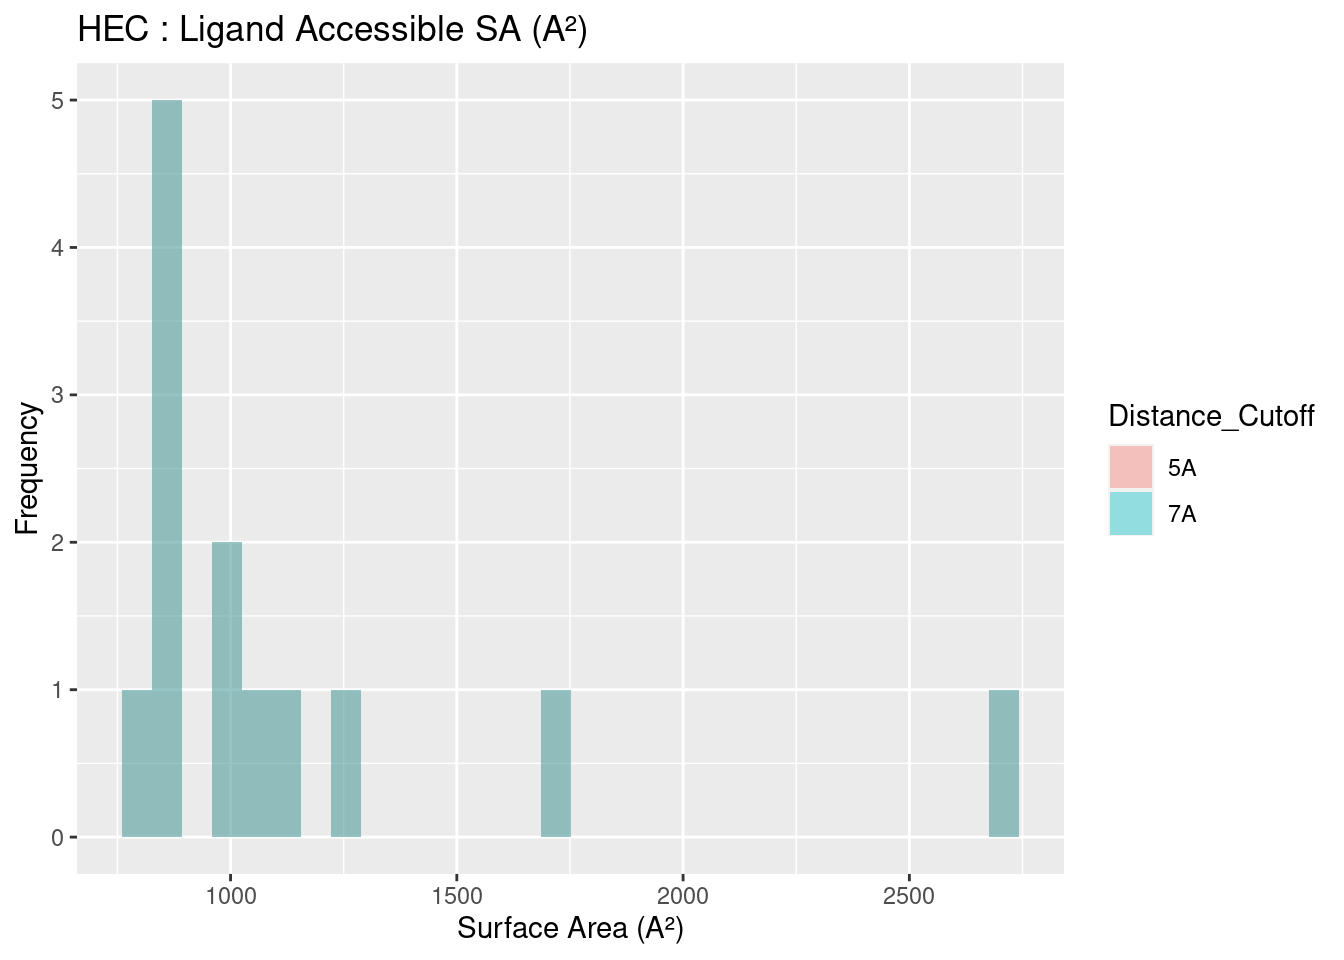 HEC : Ligand Accessible SA (A²)
5
4
3
2
1
0
Frequency
1000 1500 2000 2500
Surface Area (A²)
Distance_Cutoff
5A
7A